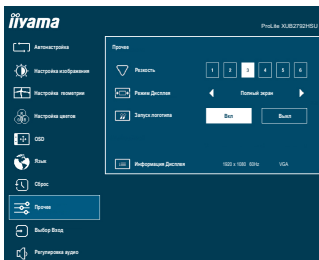 iiyama
ProLite XUB2792HSU
Автонастройка
Настройка изображения
Настройка геометрии
Настройка цветов
OSD
Язык
Сброс
Прочее
Выбор Входа
Регулировка аудио
Прочее
Резкость 1 2 3 4 5 6
Режим Дисплея Полный экран
Запуск логотипа Вкл Выкл
Информация Дисплея 1920 x 1080 60Hz VGA